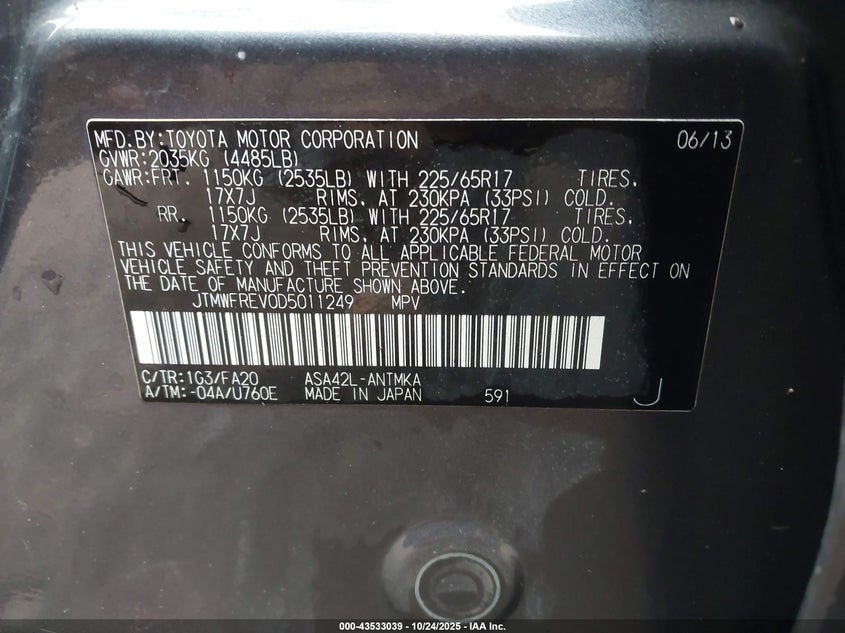 MFD.BY:TOYOTA MOTOR CORPORATION 06/13
GVWR:2035KG (4485LB)
GAWR:FRT. 1150KG (2535LB) WITH 225/65R17 TIRES,
17X7J RIMS, AT 230KPA (33PSI) COLD.
RR. 1150KG (2535LB) WITH 225/65R17 TIRES,
17X7J RIMS, AT 230KPA (33PSI) COLD.
THIS VEHICLE CONFORMS TO ALL APPLICABLE FEDERAL MOTOR
VEHICLE SAFETY AND THEFT PREVENTION STANDARDS IN EFFECT ON
THE DATE OF MANUFACTURE SHOWN ABOVE.
JTMWFREV0D5011249 MPV
C/TR:1G3/FA20 ASA42L-ANTMKA
A/TM:-04A/U760E MADE IN JAPAN 591 J
000-43533039 - 10/24/2025 - IAA Inc.